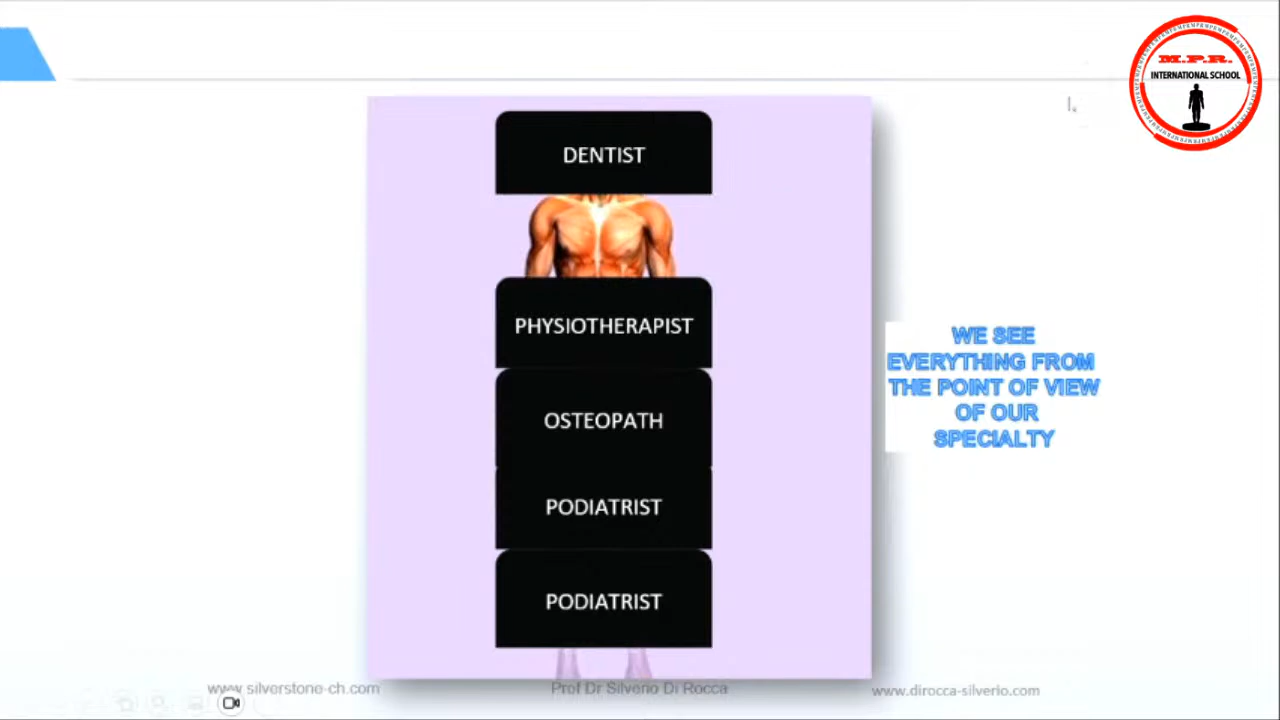 M.P.R.
INTERNATIONAL SCHOOL
DENTIST
PHYSIOTHERAPIST
OSTEOPATH
PODIATRIST
PODIATRIST
WE SEE
EVERYTHING FROM
THE POINT OF VIEW
OF OUR
SPECIALTY
www.silverstone-ch.com
Prof Dr Silverio Di Rocca
www.dirocca-silverio.com